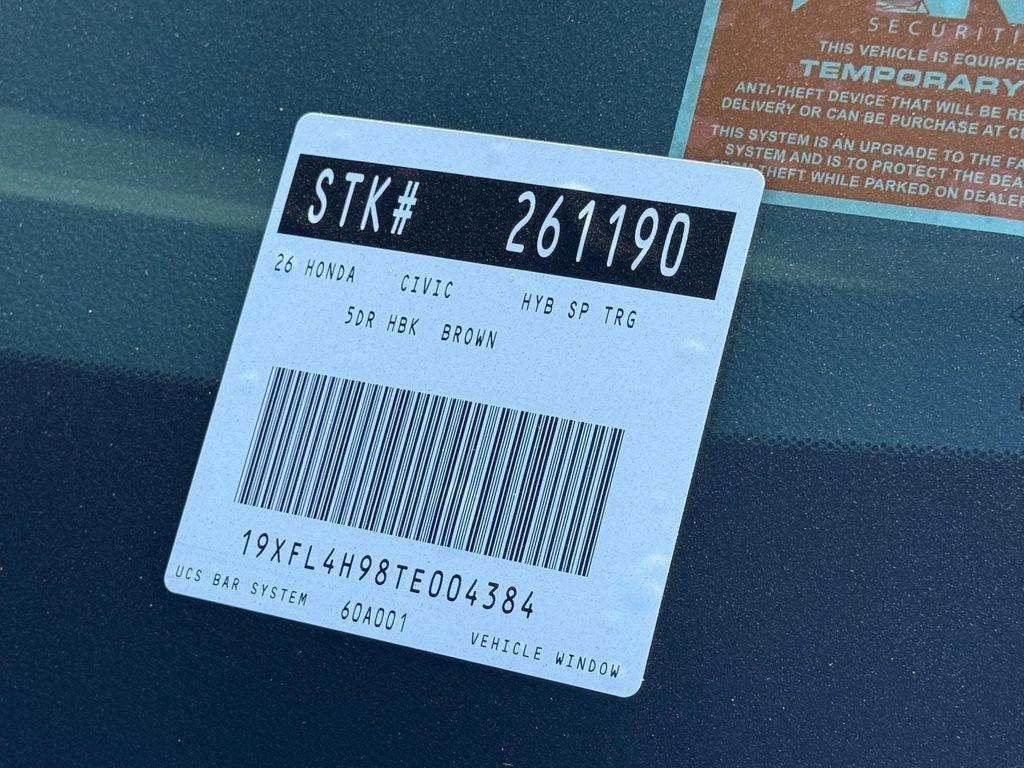 STK# 261190
26 HONDA CIVIC HYB SP TRG
5DR HBK BROWN
19XFL4H98TE004384
UCS BAR SYSTEM 60A001 VEHICLE WINDOW
SECURITI
THIS VEHICLE IS EQUIPPE
TEMPORARY
ANTI-THEFT DEVICE THAT WILL BE RE
DELIVERY OR CAN BE PURCHASE AT CU
THIS SYSTEM IS AN UPGRADE TO THE FA
SYSTEM AND IS TO PROTECT THE DEA
THEFT WHILE PARKED ON DEALER